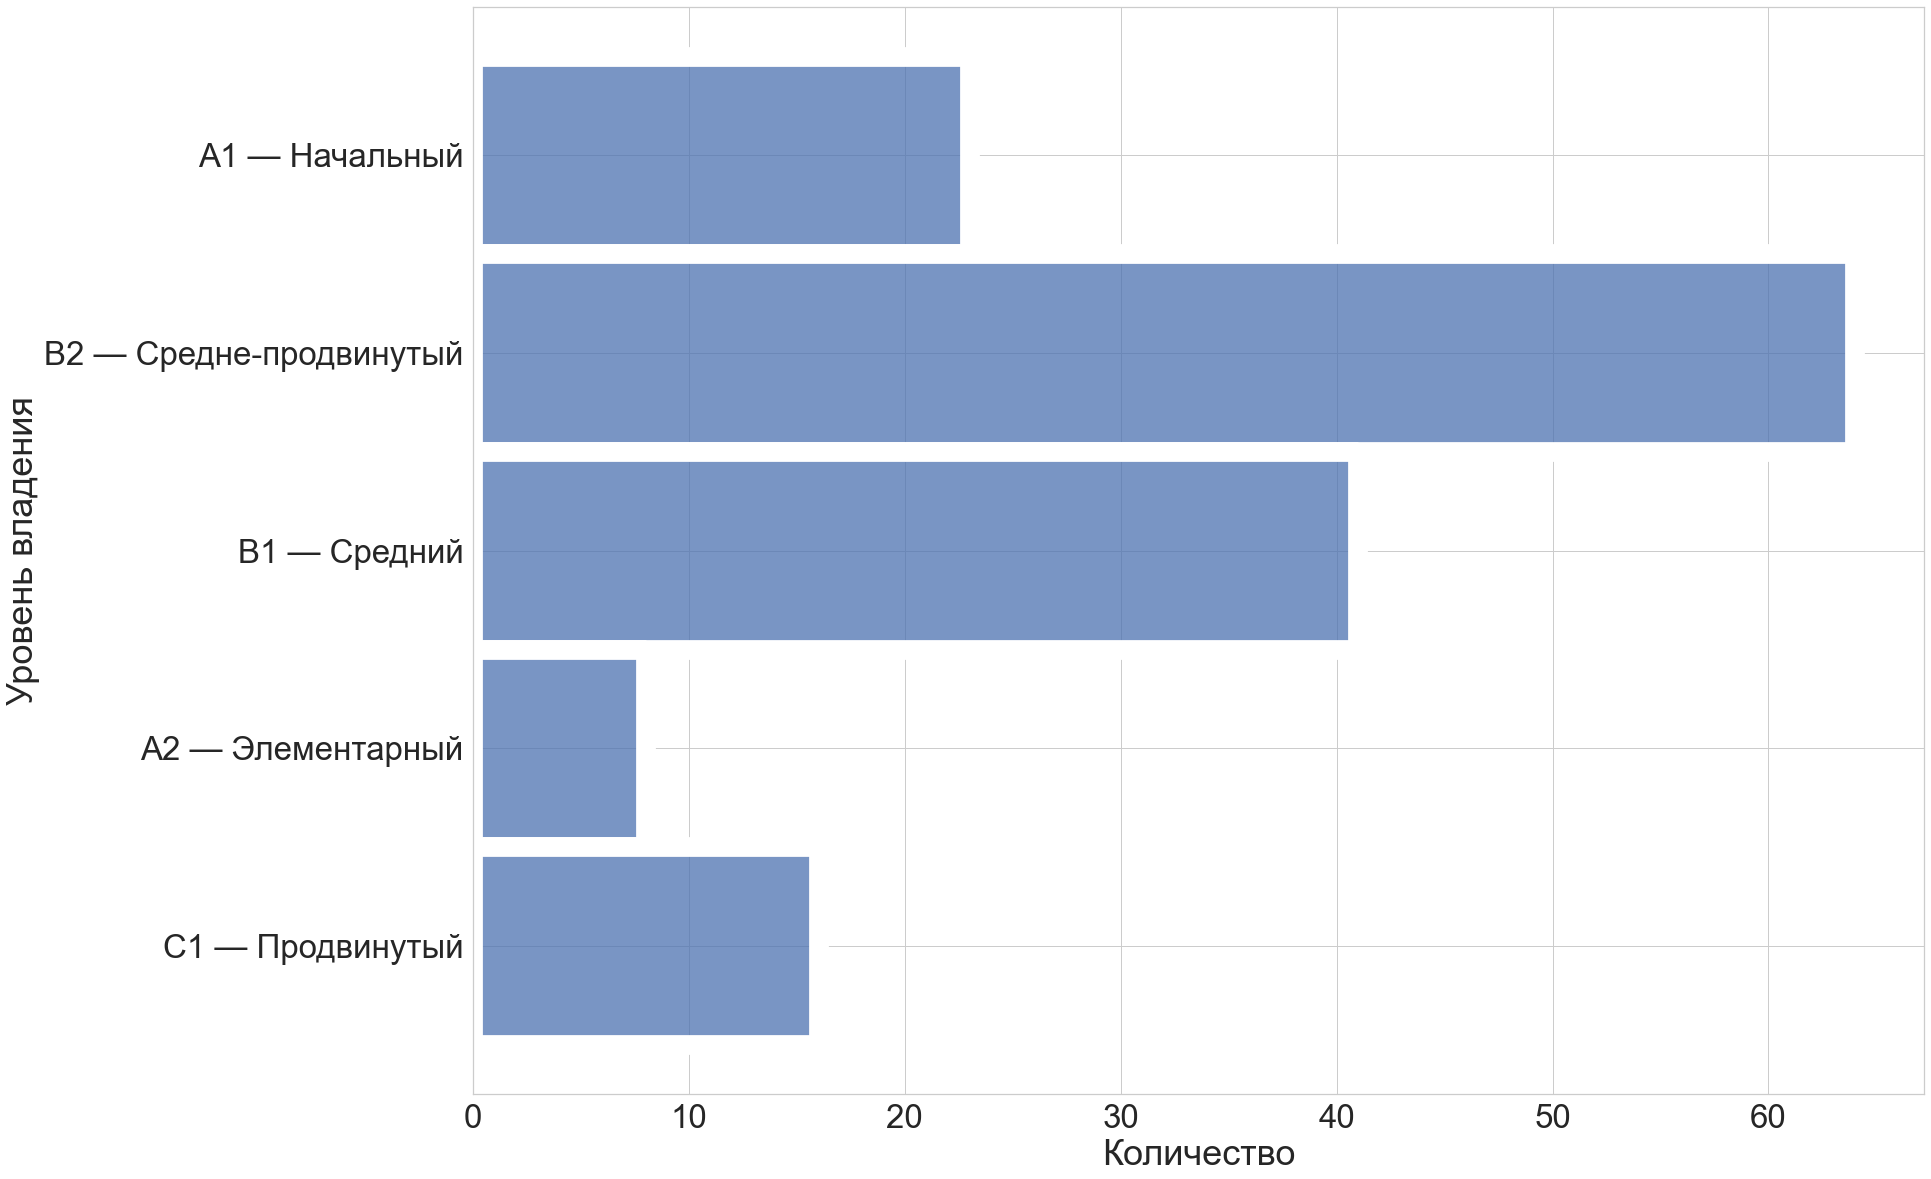 A1 — Начальный
B2 — Средне-продвинутый
B1 — Средний
A2 — Элементарный
C1 — Продвинутый
Уровень владения
0 10 20 30 40 50 60
Количество